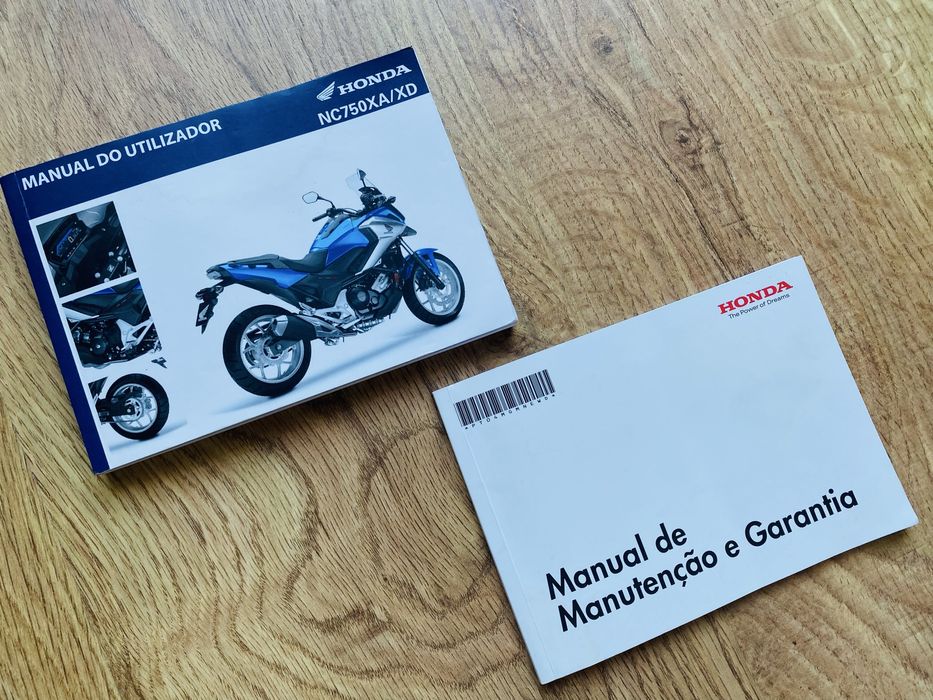 HONDA
NC750XA/XD
MANUAL DO UTILIZADOR
HONDA
The Power of Dreams
Manual de
Manutenção e Garantia